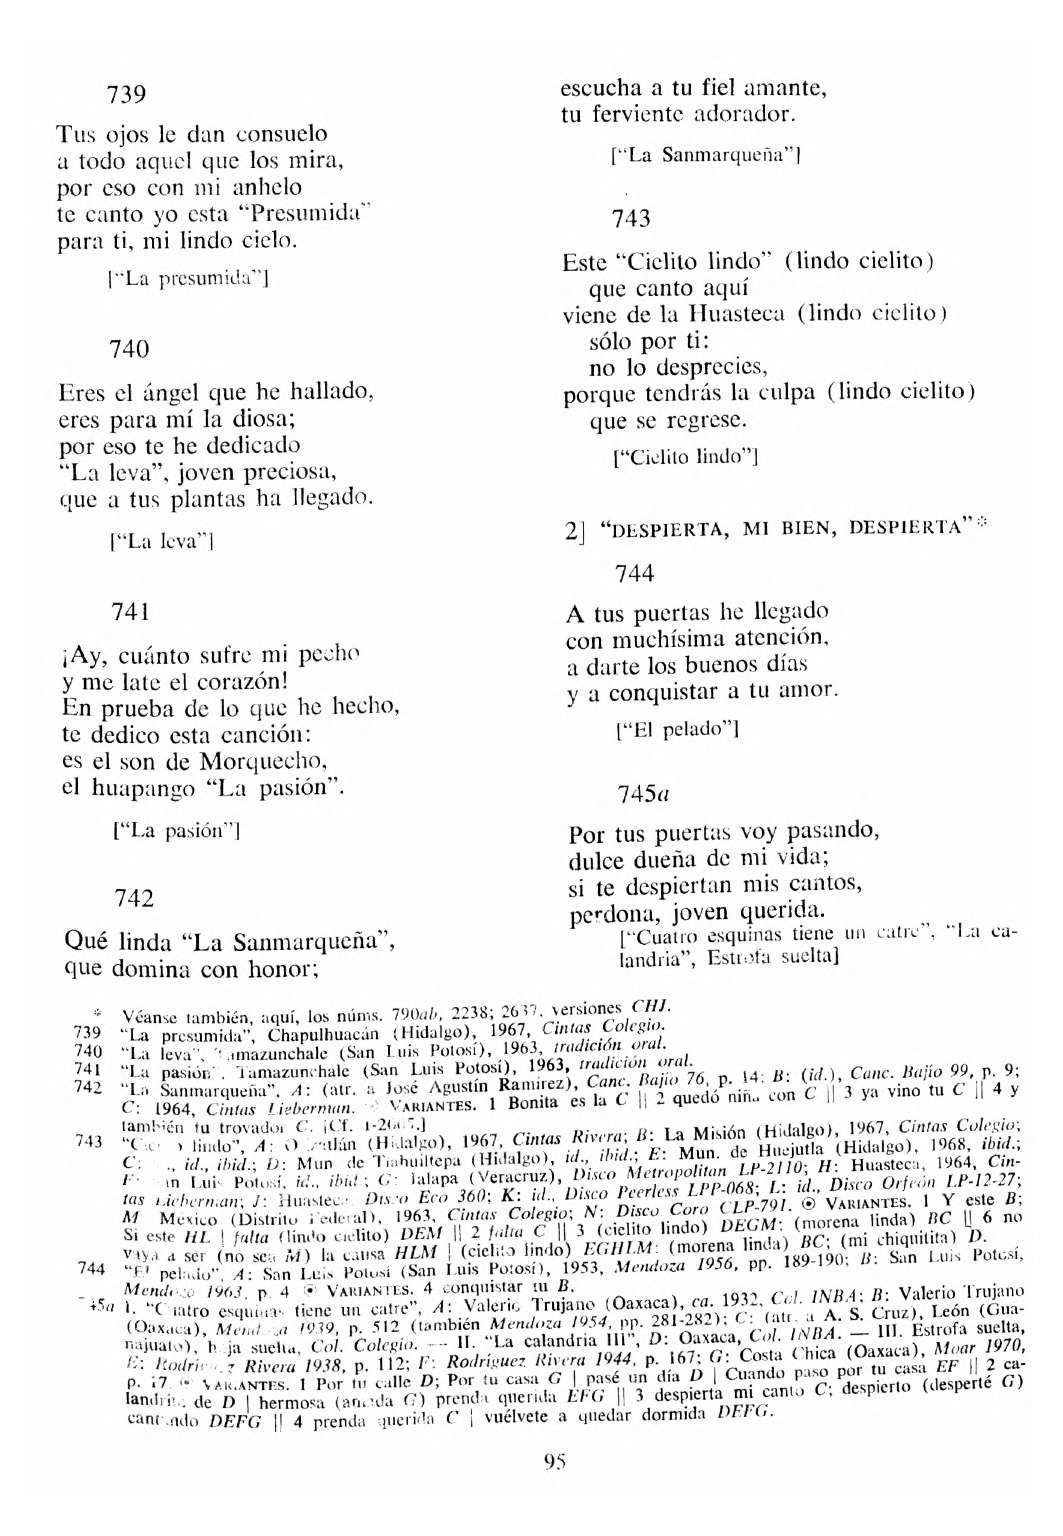 739
Tus ojos le dan consuelo
a todo aquel que los mira,
por eso con mi anhelo
te canto yo esta “Presumida”
para ti, mi lindo cielo.
[“La presumida”]
740
Eres el ángel que he hallado,
eres para mí la diosa;
por eso te he dedicado
“La leva”, joven preciosa,
que a tus plantas ha llegado.
[“La leva”]
741
¡Ay, cuánto sufre mi pecho
y me late el corazón!
En prueba de lo que he hecho,
te dedico esta canción:
es el son de Morquecho,
el huapango “La pasión”.
[“La pasión”]
742
Qué linda “La Sanmarqueña”,
que domina con honor;
escucha a tu fiel amante,
tu ferviente adorador.
[“La Sanmarqueña”]
743
Este “Cielito lindo” (lindo cielito)
que canto aquí
viene de la Huasteca (lindo cielito)
sólo por ti:
no lo desprecies,
porque tendrás la culpa (lindo cielito)
que se regrese.
[“Cielito lindo”]
2] “DESPIERTA, MI BIEN, DESPIERTA”*
744
A tus puertas he llegado
con muchísima atención,
a darte los buenos días
y a conquistar a tu amor.
[“El pelado”]
745a
Por tus puertas voy pasando,
dulce dueña de mi vida;
si te despiertan mis cantos,
perdona, joven querida.
[“Cuatro esquinas tiene un catre”, “La ca-
landria”, Estrofa suelta]
* Véanse también, aquí, los núms. 790ab, 2238; 2637, versiones CHJ.
739 “La presumida”, Chapulhuacán (Hidalgo), 1967, Cintas Colegio.
740 “La leva”, Tamazunchale (San Luis Potosí), 1963, tradición oral.
741 “La pasión”, Tamazunchale (San Luis Potosí), 1963, tradición oral.
742 “La Sanmarqueña”, A: (atr. a José Agustín Ramírez), Canc. Bajío 76, p. 14; B: (id.), Canc. Bajío 99, p. 9;
C: 1964, Cintas Lieberman. VARIANTES. 1 Bonita es la C || 2 quedó niña con C || 3 ya vino tu C || 4 y
también tu trovador C. [Cf. 
743 lindo”, A: (Hidalgo), 1967, Cintas Rivera; B: La Misión (Hidalgo), 1967, Cintas Colegio;
C: id., ibid.; D: Mun. de Tlahuiltepa (Hidalgo), id., ibid.; E: Mun. de Huejutla (Hidalgo), 1968, ibid.;
F: Luis Potosí, id., ibid.; G: Jalapa (Veracruz), Disco Metropolitan LP-2110; H: Huasteca, 1964, Cin-
tas Lieberman; J: Huasteca, Disco Eco 360; K: id., Disco Peerless LPP-068; L: id., Disco Orfeón LP-12-27;
M México (Distrito Federal), 1963, Cintas Colegio; N: Disco Coro CLP-791. ⊙ VARIANTES. 1 Y este B;
Si este HL | falta (lindo cielito) DEM || 2 falta C || 3 (cielito lindo) DEGM; (morena linda) BC || 6 no
vaya a ser (no sea M) la causa HLM | (cielito lindo) EGHLM; (morena linda) BC; (mi chiquitita) D.
744 “El pelado”, A: San Luis Potosí (San Luis Potosí), 1953, Mendoza 1956, pp. 189-190; B: San Luis Potosí,
Mendoza 1963, p. 4 ⊙ VARIANTES. 4 conquistar tu B.
45a I. “Cuatro esquinas tiene un catre”, A: Valerio Trujano (Oaxaca), ca. 1932, Col. INBA; B: Valerio Trujano
(Oaxaca), Mendoza 1939, p. 512 (también Mendoza 1954, pp. 281-282); C: (atr. a A. S. Cruz), León (Gua-
najuato), hoja suelta, Col. Colegio. — II. “La calandria III”, D: Oaxaca, Col. INBA. — III. Estrofa suelta,
E: Rodríguez Rivera 1938, p. 112; F: Rodríguez Rivera 1944, p. 167; G: Costa Chica (Oaxaca), Moar 1970,
p. 17 ⊙ VARIANTES. 1 Por tu calle D; Por tu casa G | pasé un día D | Cuando paso por tu casa EF || 2 ca-
landria de D | hermosa (amada G) prenda querida EFG || 3 despierta mi canto C; despierto (desperté G)
cantando DEFG || 4 prenda querida C | vuélvete a quedar dormida DEFG.
95